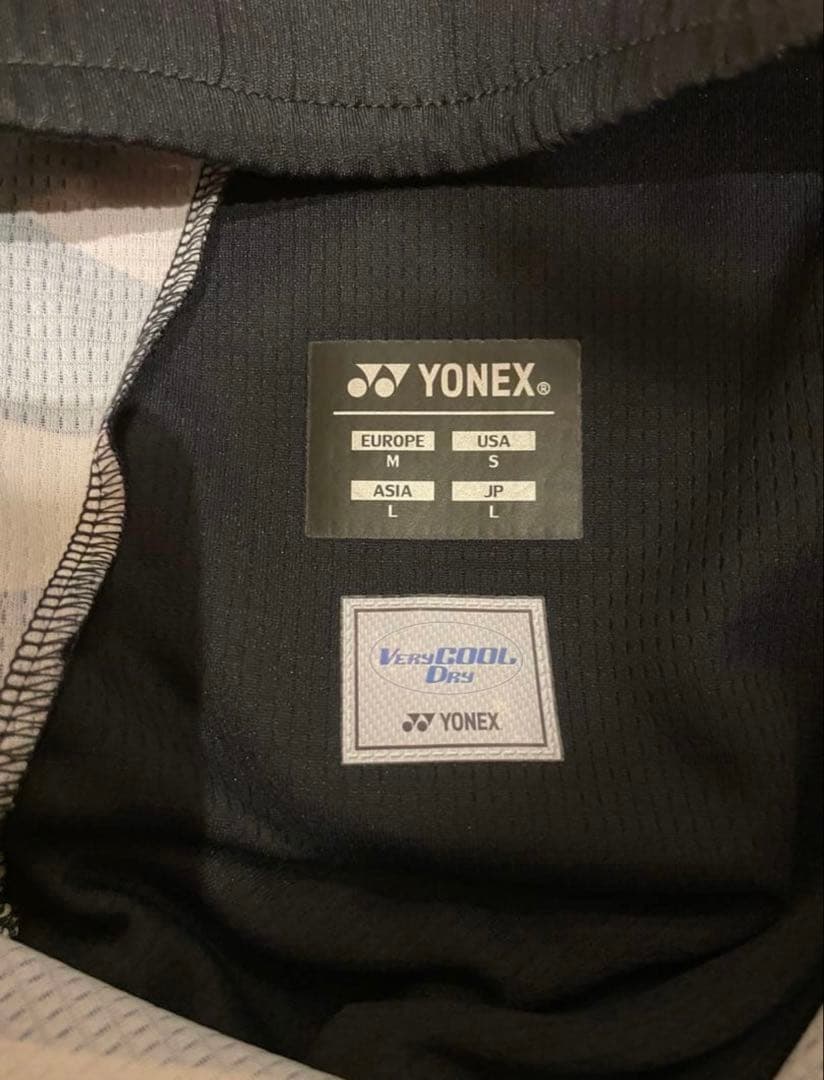 YONEX®
EUROPE USA
M S
ASIA JP
L L
VERYCOOL
DRY
YONEX